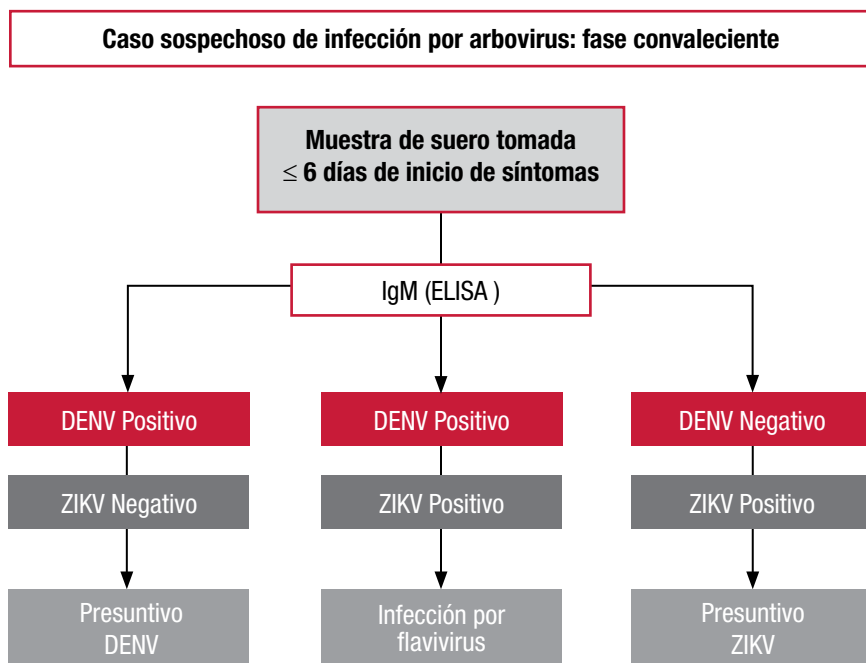 Caso sospechoso de infección por arbovirus: fase convaleciente
Muestra de suero tomada
≤ 6 días de inicio de síntomas
IgM (ELISA )
DENV Positivo
DENV Positivo
DENV Negativo
ZIKV Negativo
ZIKV Positivo
ZIKV Positivo
Presuntivo
DENV
Infección por
flavivirus
Presuntivo
ZIKV